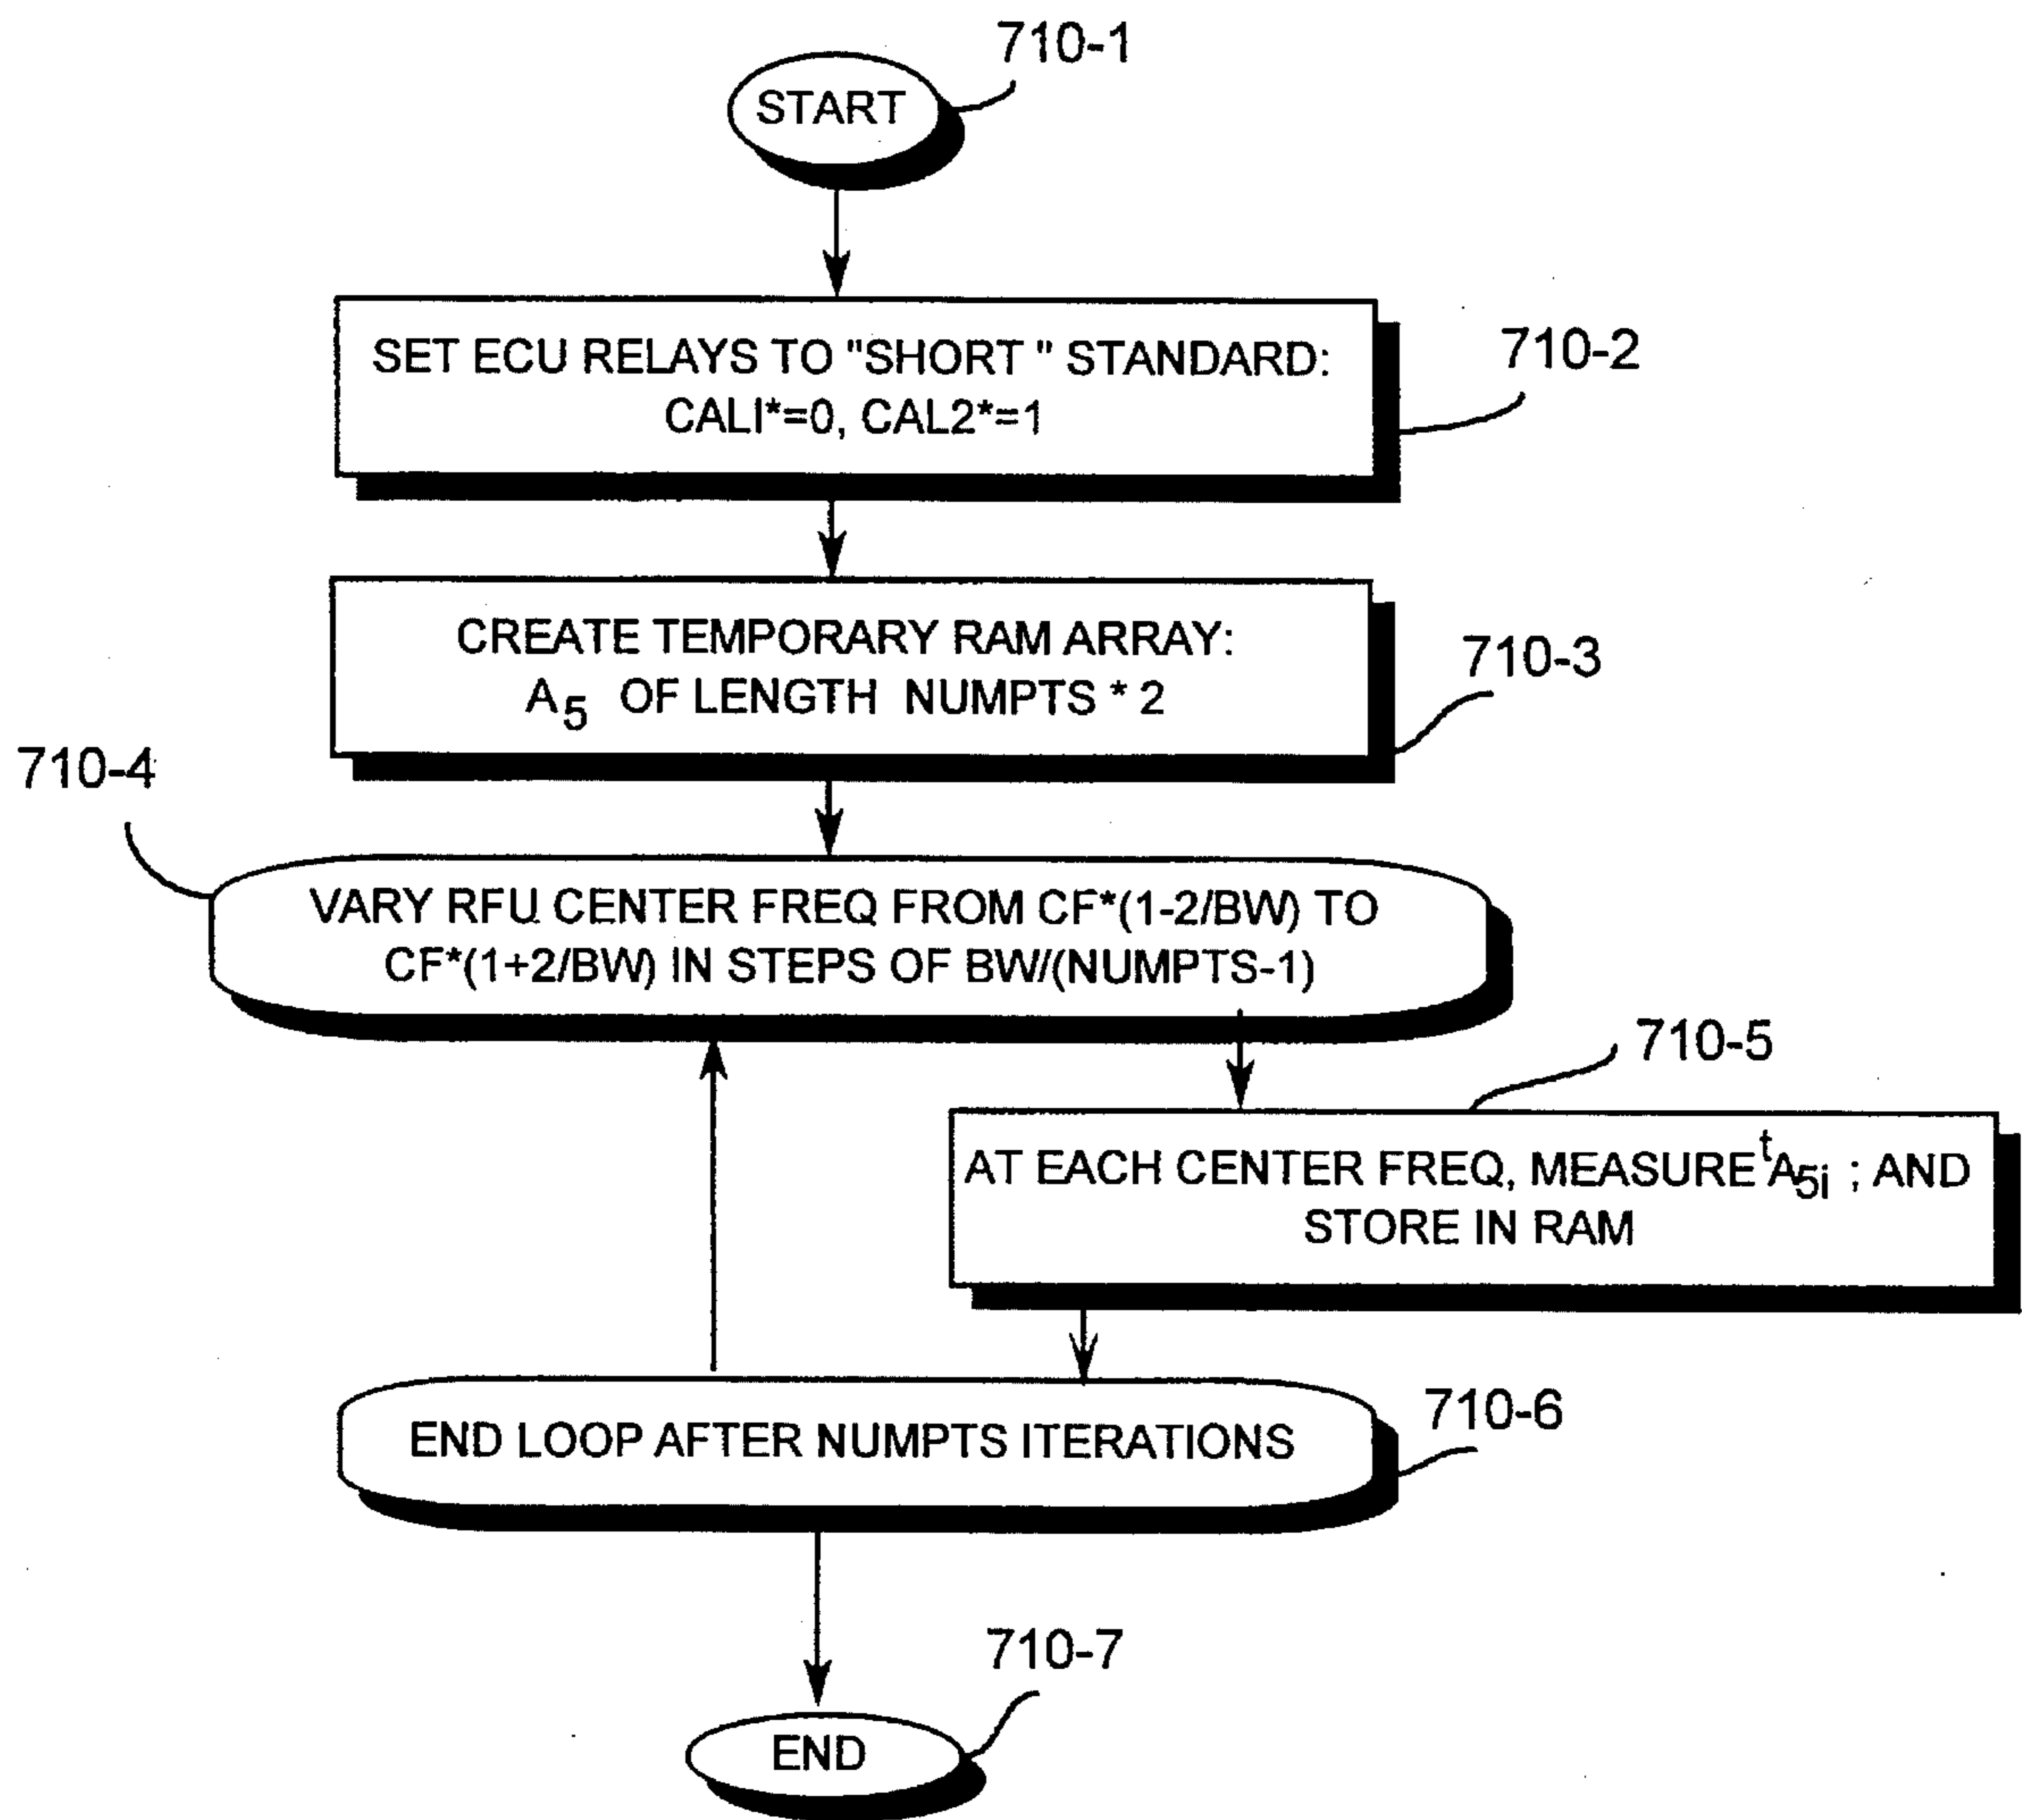 710-1
START
SET ECU RELAYS TO "SHORT " STANDARD:
CALI*=0, CAL2*=1
710-2
CREATE TEMPORARY RAM ARRAY:
A5 OF LENGTH NUMPTS * 2
710-3
710-4
VARY RFU CENTER FREQ FROM CF*(1-2/BW) TO
CF*(1+2/BW) IN STEPS OF BW/(NUMPTS-1)
710-5
AT EACH CENTER FREQ, MEASURE tA5i ; AND
STORE IN RAM
710-6
END LOOP AFTER NUMPTS ITERATIONS
710-7
END